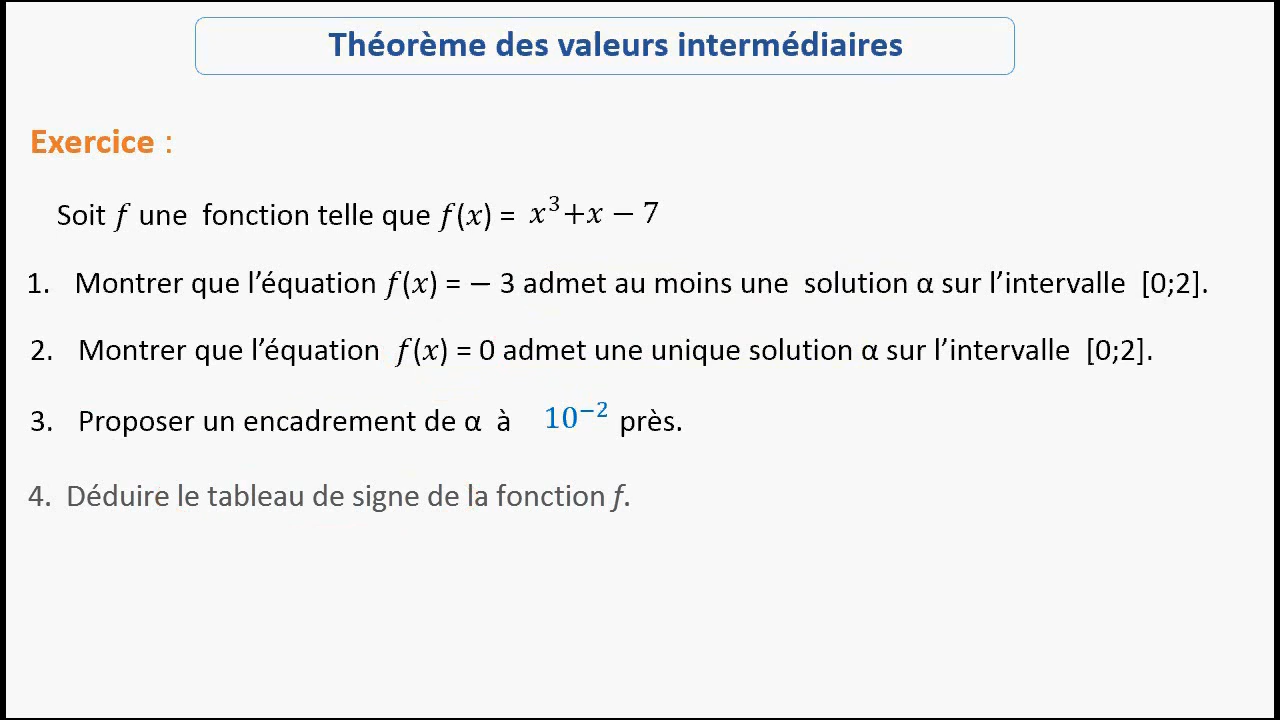 Théorème des valeurs intermédiaires
Exercice :
Soit f une fonction telle que f(x) = x³+x − 7
1. Montrer que l’équation f(x) = − 3 admet au moins une solution α sur l’intervalle [0;2].
2. Montrer que l’équation f(x) = 0 admet une unique solution α sur l’intervalle [0;2].
3. Proposer un encadrement de α à 10⁻² près.
4. Déduire le tableau de signe de la fonction f.